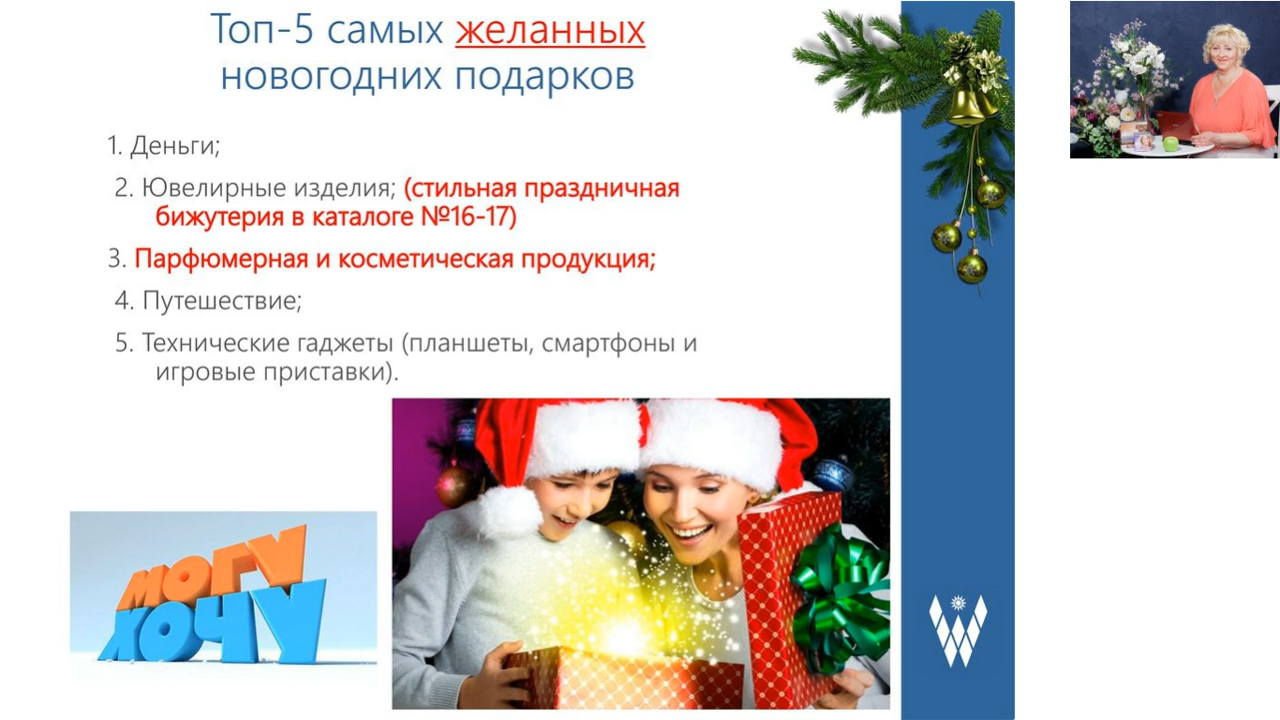 Топ-5 самых желанных
новогодних подарков
1. Деньги;
2. Ювелирные изделия; (стильная праздничная
бижутерия в каталоге №16-17)
3. Парфюмерная и косметическая продукция;
4. Путешествие;
5. Технические гаджеты (планшеты, смартфоны и
игровые приставки).
МОГУ
ХОЧУ